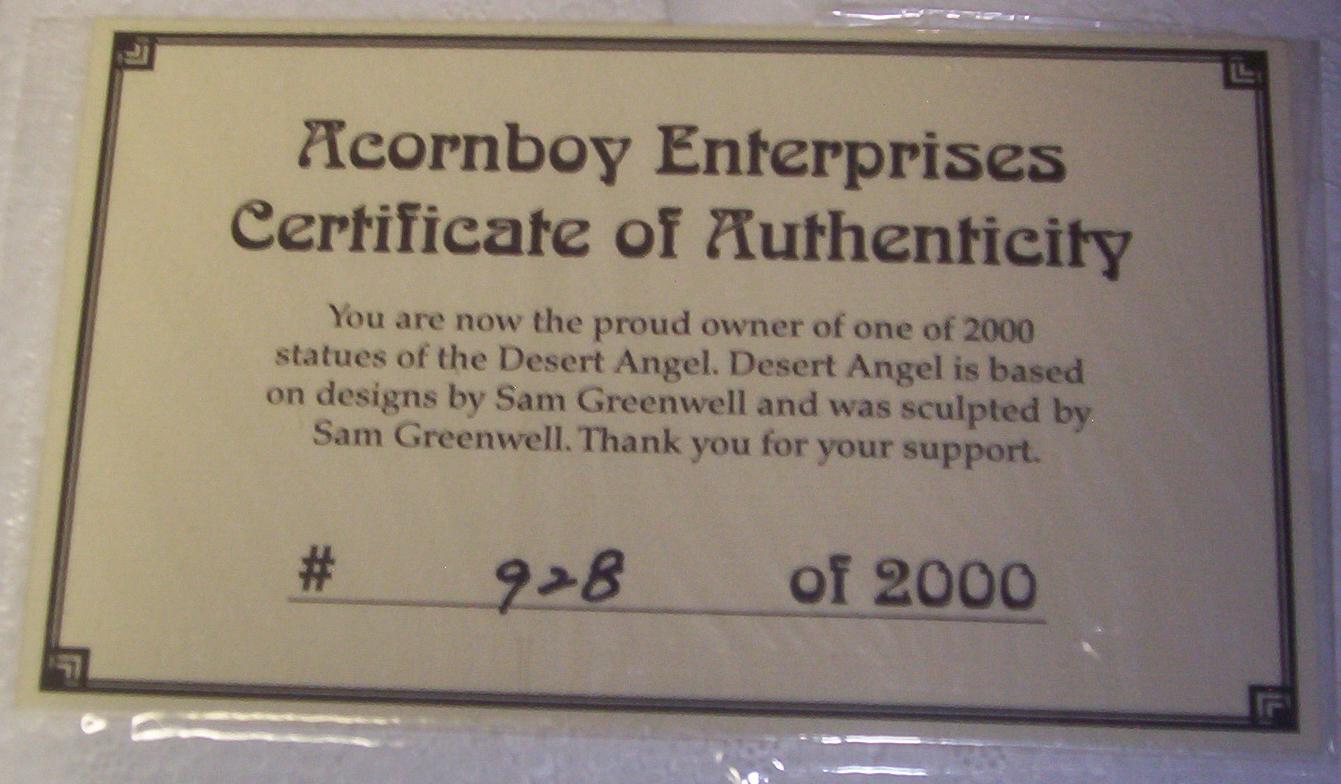 Acornboy Enterprises
Certificate of Authenticity
You are now the proud owner of one of 2000
statues of the Desert Angel. Desert Angel is based
on designs by Sam Greenwell and was sculpted by
Sam Greenwell. Thank you for your support.
# 928 of 2000